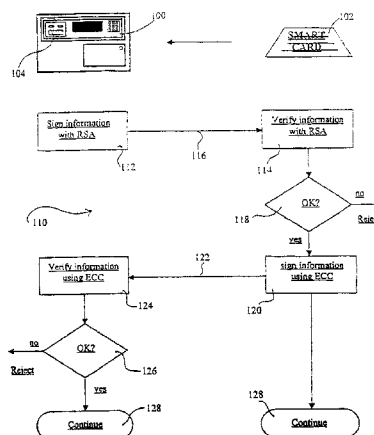 100
102
SMART
CARD
104
Sign information
with RSA
Verify information
with RSA
112
116
114
118
OK?
no
Reje
110
yes
122
Verify information
using ECC
sign information
using ECC
124
120
no
OK?
126
Reject
yes
128
128
Continue
Continue